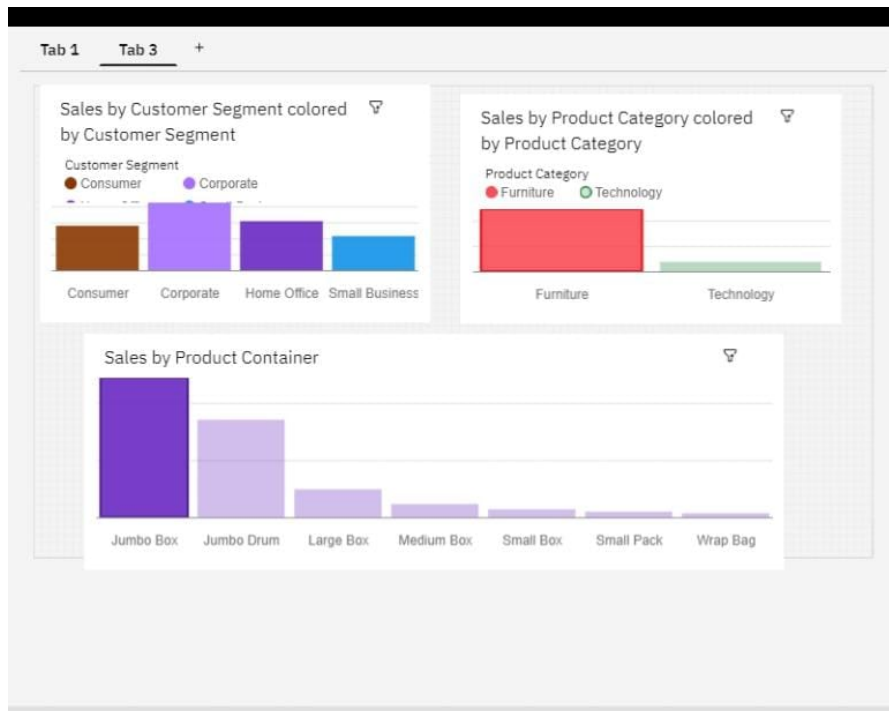 Tab 1 Tab 3 +
Sales by Customer Segment colored
by Customer Segment
Customer Segment
Consumer Corporate
Consumer Corporate Home Office Small Business
Sales by Product Category colored
by Product Category
Product Category
Furniture Technology
Furniture Technology
Sales by Product Container
Jumbo Box Jumbo Drum Large Box Medium Box Small Box Small Pack Wrap Bag